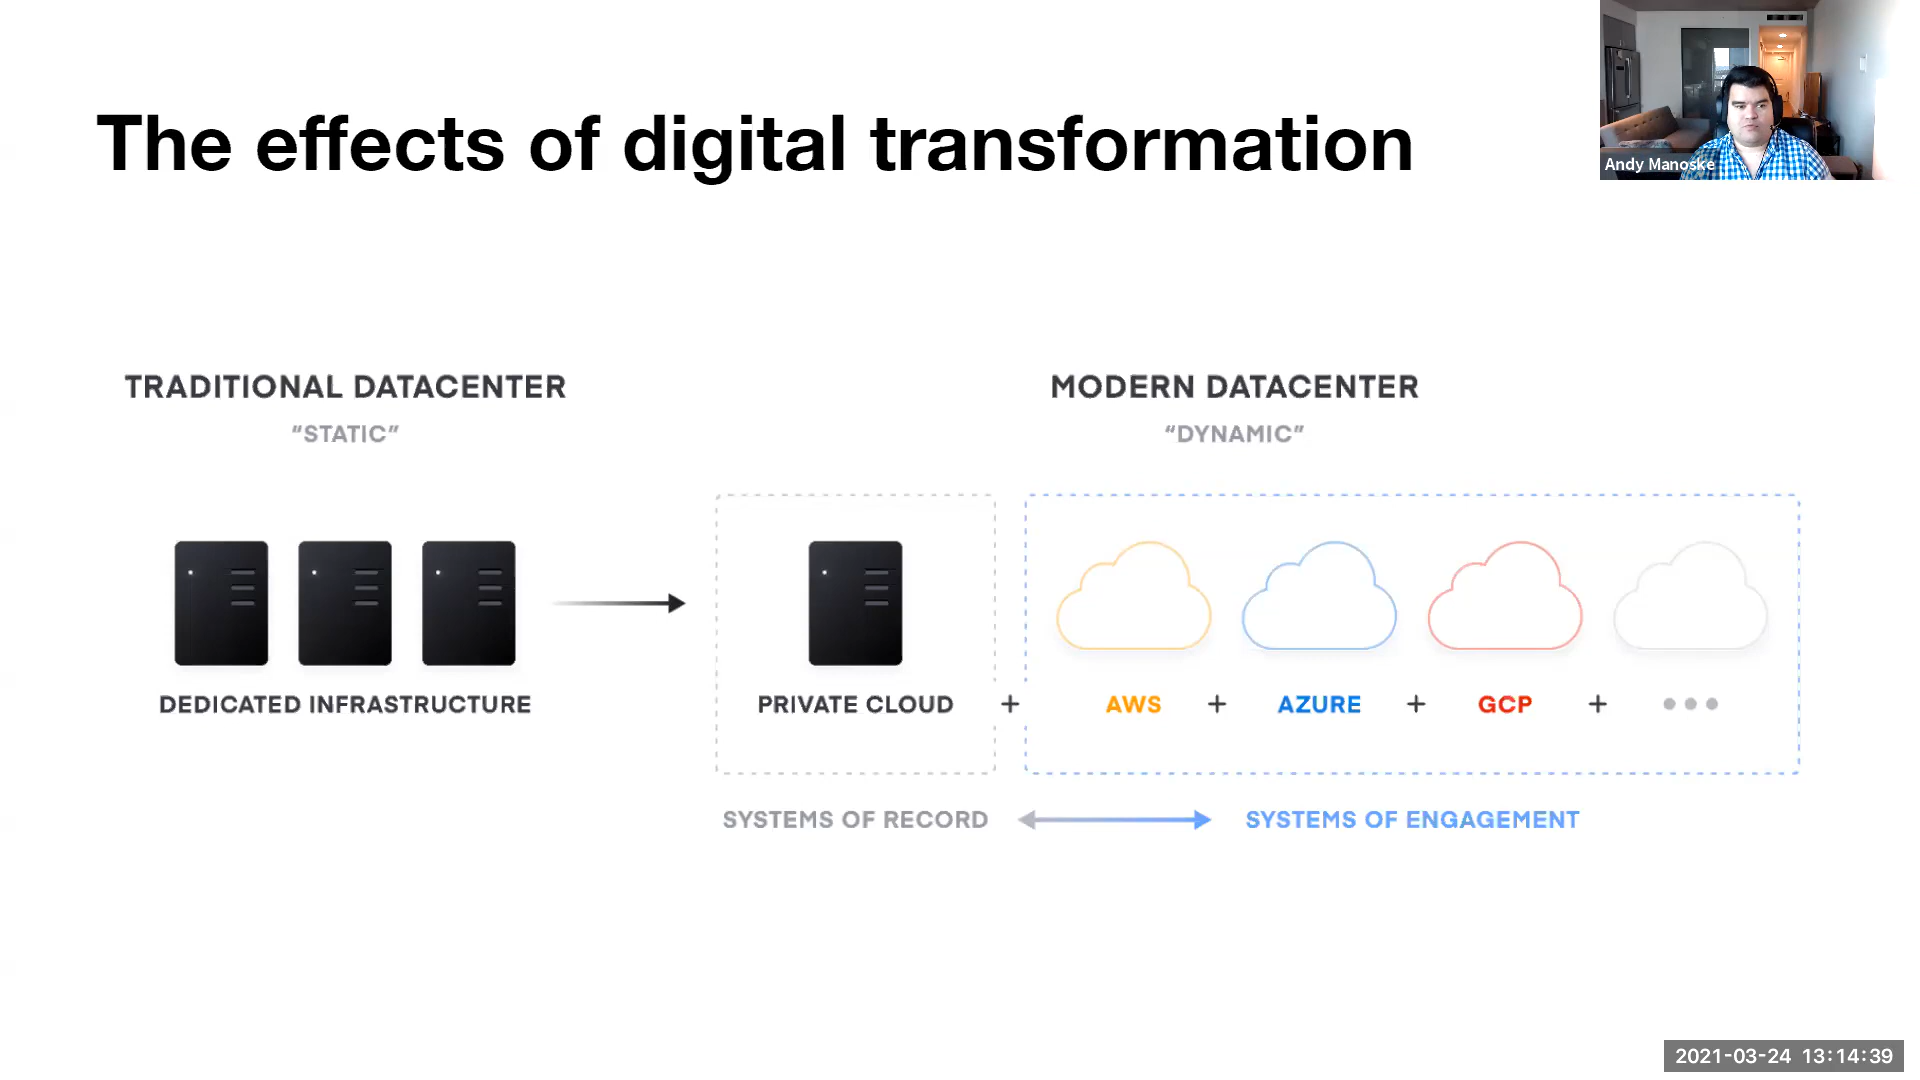 The effects of digital transformation
Andy Manoske
TRADITIONAL DATACENTER
"STATIC"
MODERN DATACENTER
“DYNAMIC”
DEDICATED INFRASTRUCTURE
PRIVATE CLOUD + AWS + AZURE + GCP + •••
SYSTEMS OF RECORD
SYSTEMS OF ENGAGEMENT
2021-03-24 13:14:39